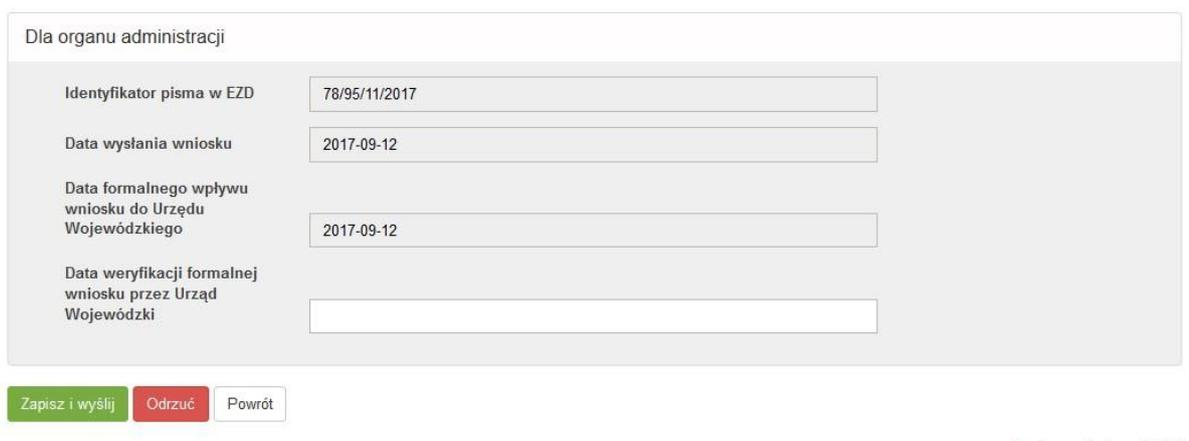 Dla organu administracji
Identyfikator pisma w EZD
78/95/11/2017
Data wysłania wniosku
2017-09-12
Data formalnego wpływu
wniosku do Urzędu
Wojewódzkiego
2017-09-12
Data weryfikacji formalnej
wniosku przez Urząd
Wojewódzki
Zapisz i wyślij
Odrzuć
Powrót